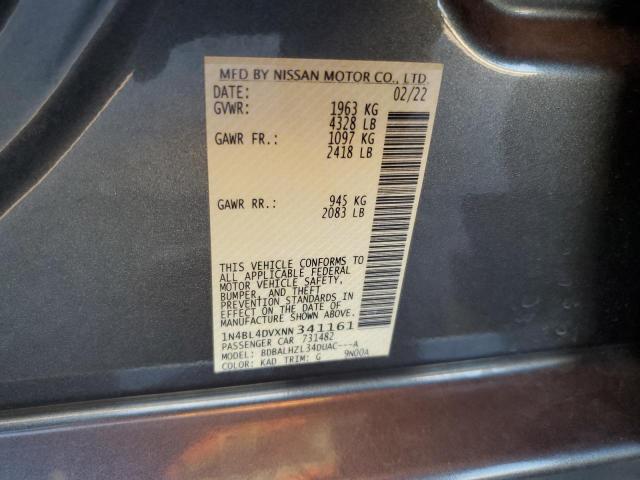 MFD BY NISSAN MOTOR CO., LTD.
DATE: 02/22
GVWR: 1963 KG
4328 LB
GAWR FR.: 1097 KG
2418 LB
GAWR RR.: 945 KG
2083 LB
THIS VEHICLE CONFORMS TO
ALL APPLICABLE FEDERAL
MOTOR VEHICLE SAFETY,
BUMPER, AND THEFT
PREVENTION STANDARDS IN
EFFECT ON THE DATE OF
MANUFACTURE SHOWN ABOVE.
1N4BL4DVXNN341161
PASSENGER CAR 731482
MODEL: BDBALHZL34DUAC---A
COLOR: KAD TRIM: G 9N00A